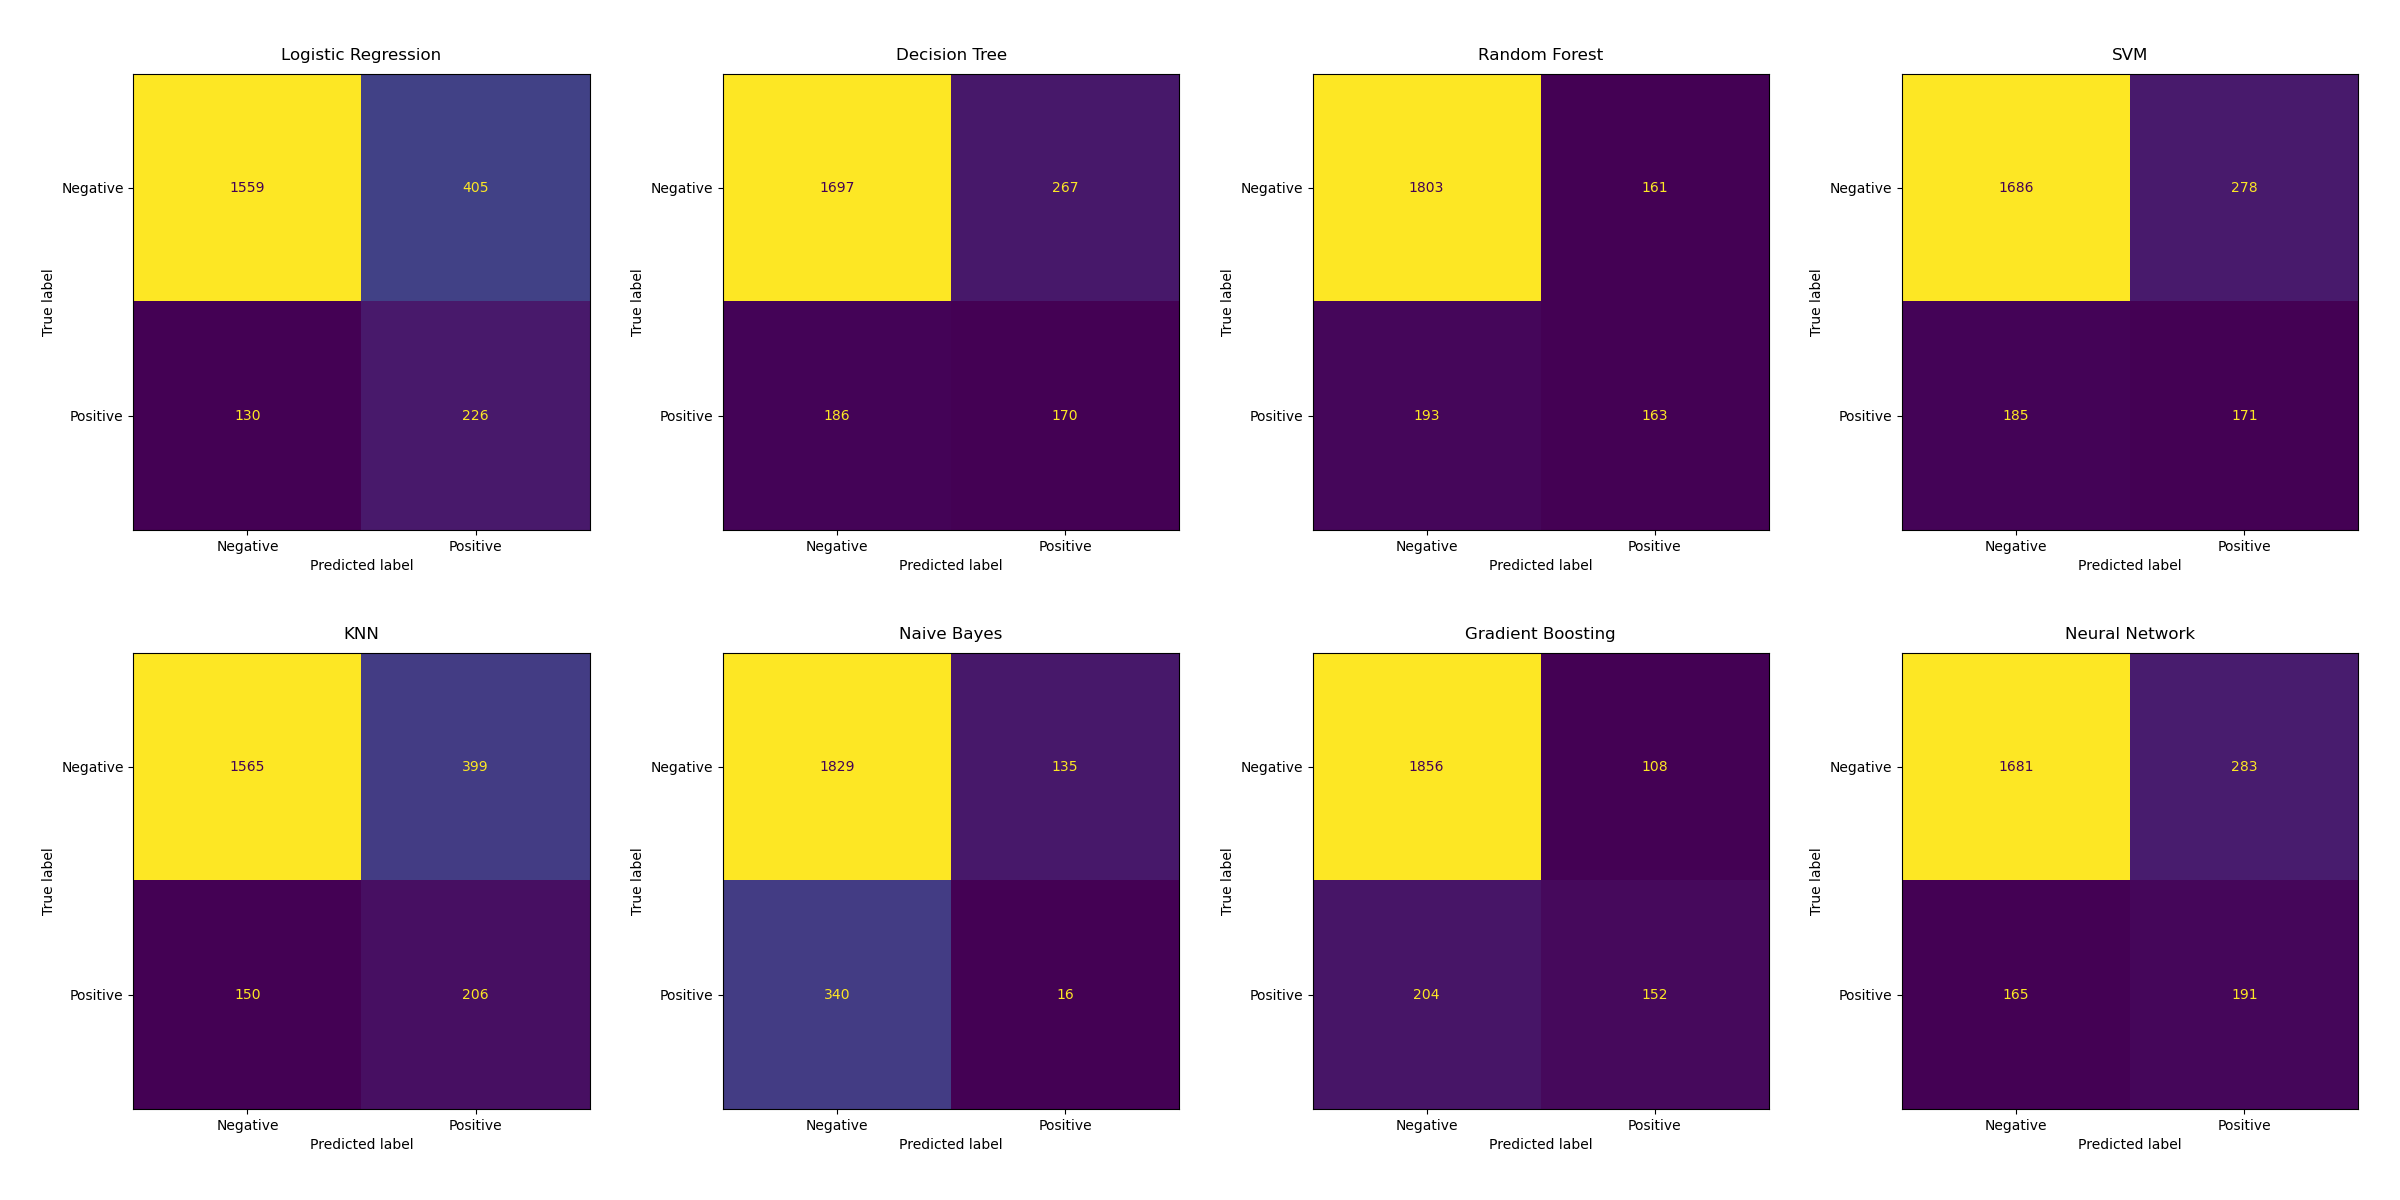 Logistic Regression
True label
Negative 1559 405
Positive 130 226
Negative Positive
Predicted label
Decision Tree
True label
Negative 1697 267
Positive 186 170
Negative Positive
Predicted label
Random Forest
True label
Negative 1803 161
Positive 193 163
Negative Positive
Predicted label
SVM
True label
Negative 1686 278
Positive 185 171
Negative Positive
Predicted label
KNN
True label
Negative 1565 399
Positive 150 206
Negative Positive
Predicted label
Naive Bayes
True label
Negative 1829 135
Positive 340 16
Negative Positive
Predicted label
Gradient Boosting
True label
Negative 1856 108
Positive 204 152
Negative Positive
Predicted label
Neural Network
True label
Negative 1681 283
Positive 165 191
Negative Positive
Predicted label